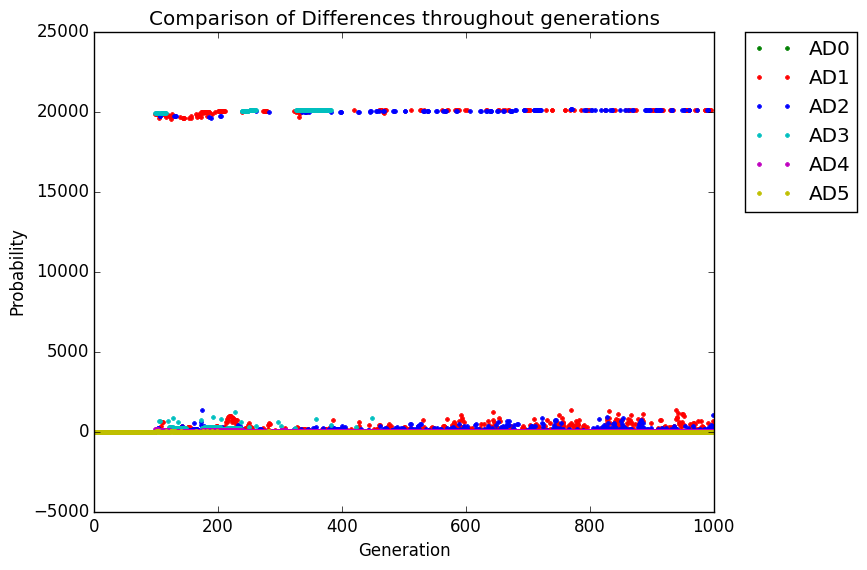 Comparison of Differences throughout generations
25000
20000
15000
10000
5000
0
−5000
Probability
0 200 400 600 800 1000
Generation
AD0
AD1
AD2
AD3
AD4
AD5